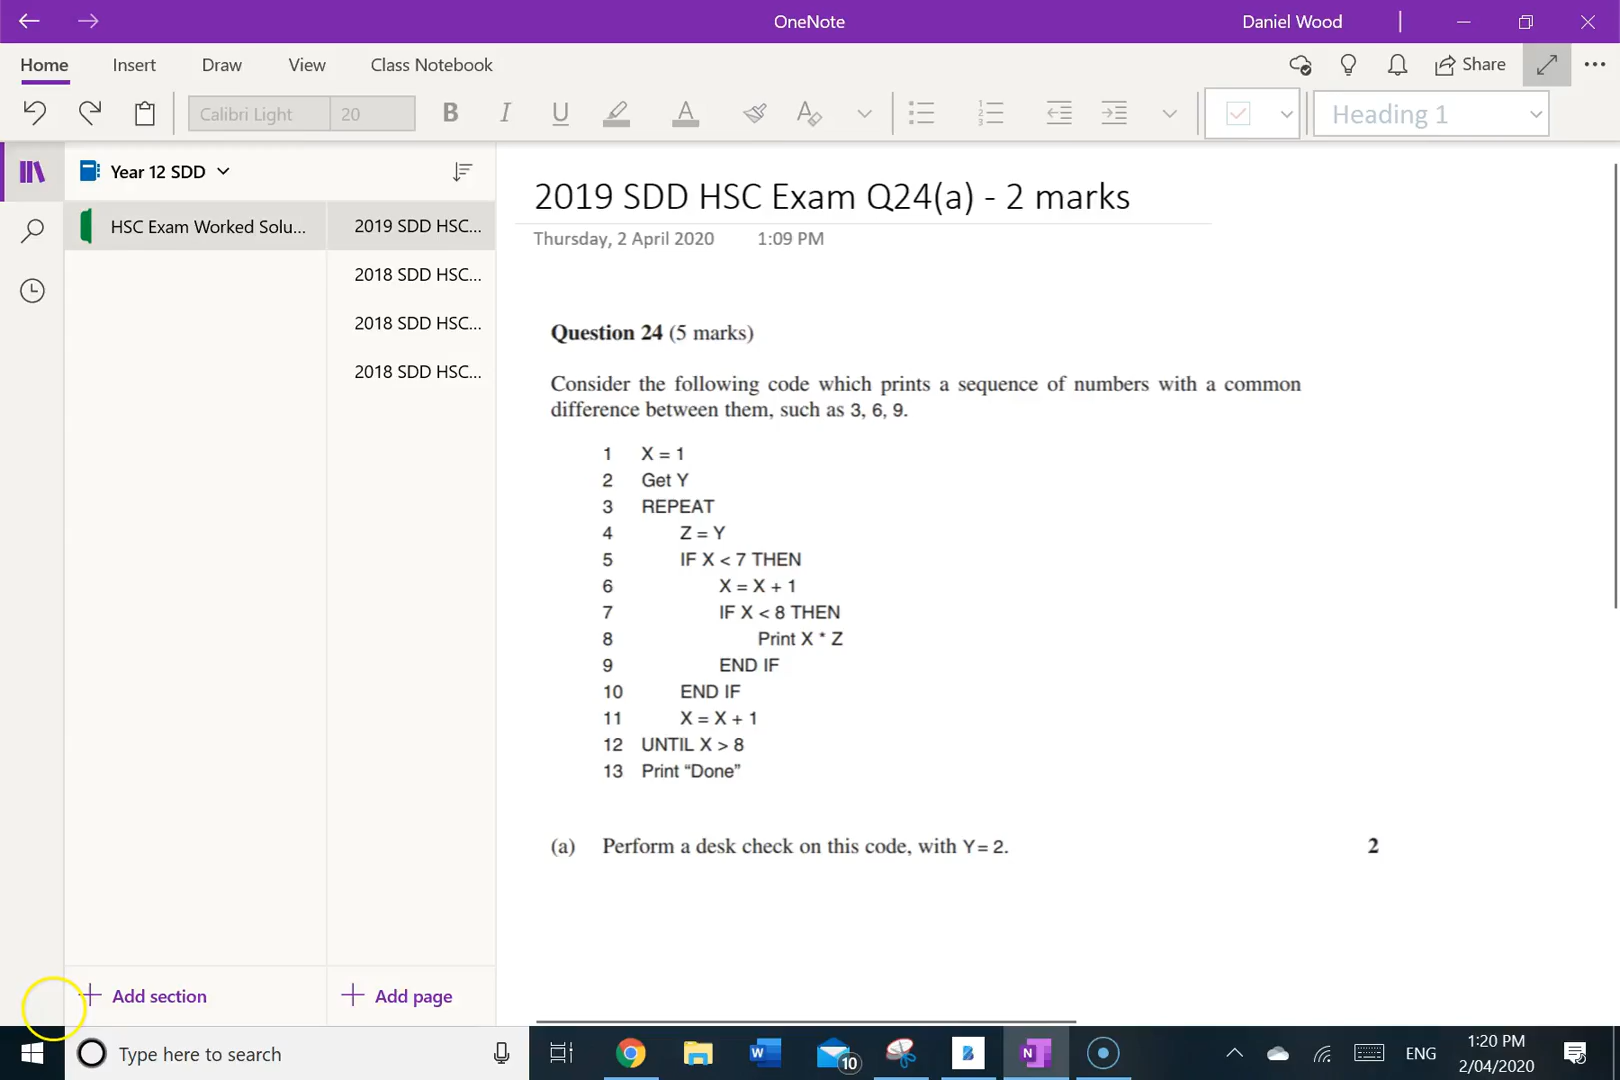 OneNote
Daniel Wood
Home Insert Draw View Class Notebook
Share
Calibri Light 20
B I U A A
Heading 1
Year 12 SDD
HSC Exam Worked Solu...
2019 SDD HSC...
2018 SDD HSC...
2018 SDD HSC...
2018 SDD HSC...
2019 SDD HSC Exam Q24(a) - 2 marks
Thursday, 2 April 2020 1:09 PM
Question 24 (5 marks)
Consider the following code which prints a sequence of numbers with a common
difference between them, such as 3, 6, 9.
1 X = 1
2 Get Y
3 REPEAT
4 Z = Y
5 IF X < 7 THEN
6 X = X + 1
7 IF X < 8 THEN
8 Print X * Z
9 END IF
10 END IF
11 X = X + 1
12 UNTIL X > 8
13 Print “Done”
(a) Perform a desk check on this code, with Y = 2. 2
+ Add section
+ Add page
Type here to search
10
ENG
1:20 PM
2/04/2020